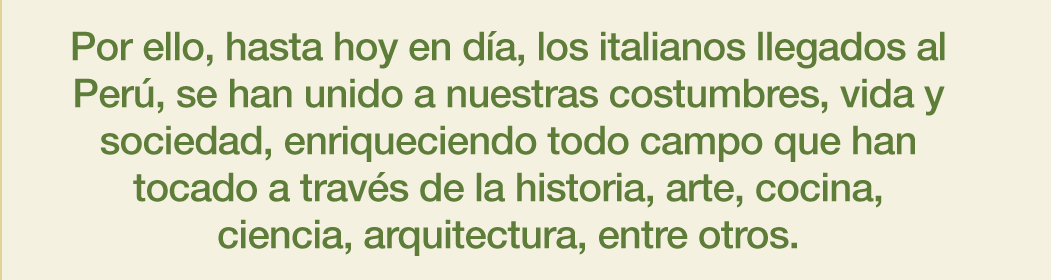 Por ello, hasta hoy en día, los italianos llegados al
Perú, se han unido a nuestras costumbres, vida y
sociedad, enriqueciendo todo campo que han
tocado a través de la historia, arte, cocina,
ciencia, arquitectura, entre otros.